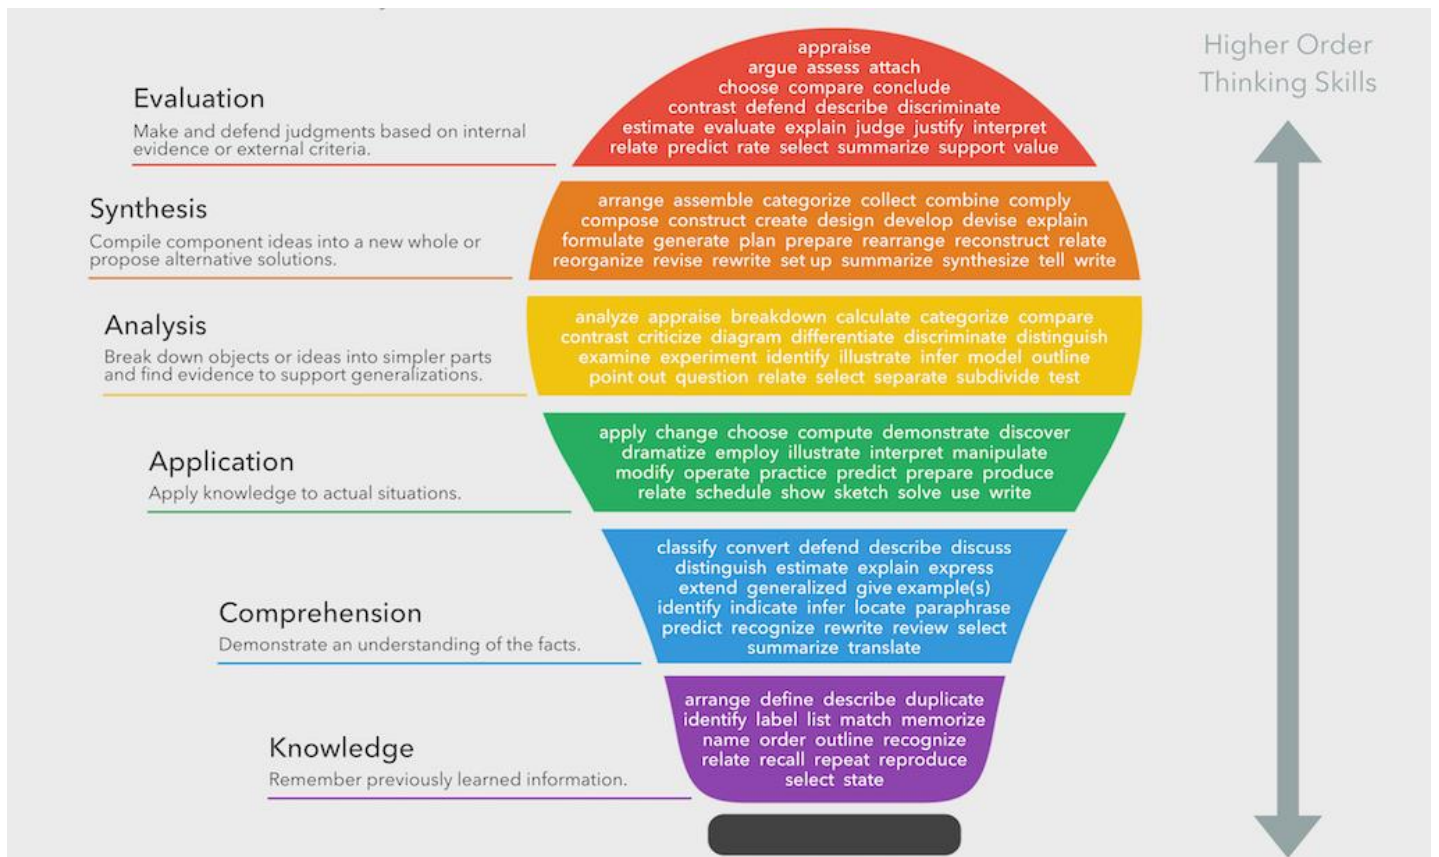 Higher Order
Thinking Skills
Evaluation
Make and defend judgments based on internal
evidence or external criteria.
appraise
argue assess attach
choose compare conclude
contrast defend describe discriminate
estimate evaluate explain judge justify interpret
relate predict rate select summarize support value
Synthesis
Compile component ideas into a new whole or
propose alternative solutions.
arrange assemble categorize collect combine comply
compose construct create design develop devise explain
formulate generate plan prepare rearrange reconstruct relate
reorganize revise rewrite set up summarize synthesize tell write
Analysis
Break down objects or ideas into simpler parts
and find evidence to support generalizations.
analyze appraise breakdown calculate categorize compare
contrast criticize diagram differentiate discriminate distinguish
examine experiment identify illustrate infer model outline
point out question relate select separate subdivide test
Application
Apply knowledge to actual situations.
apply change choose compute demonstrate discover
dramatize employ illustrate interpret manipulate
modify operate practice predict prepare produce
relate schedule show sketch solve use write
Comprehension
Demonstrate an understanding of the facts.
classify convert defend describe discuss
distinguish estimate explain express
extend generalized give example(s)
identify indicate infer locate paraphrase
predict recognize rewrite review select
summarize translate
Knowledge
Remember previously learned information.
arrange define describe duplicate
identify label list match memorize
name order outline recognize
relate recall repeat reproduce
select state